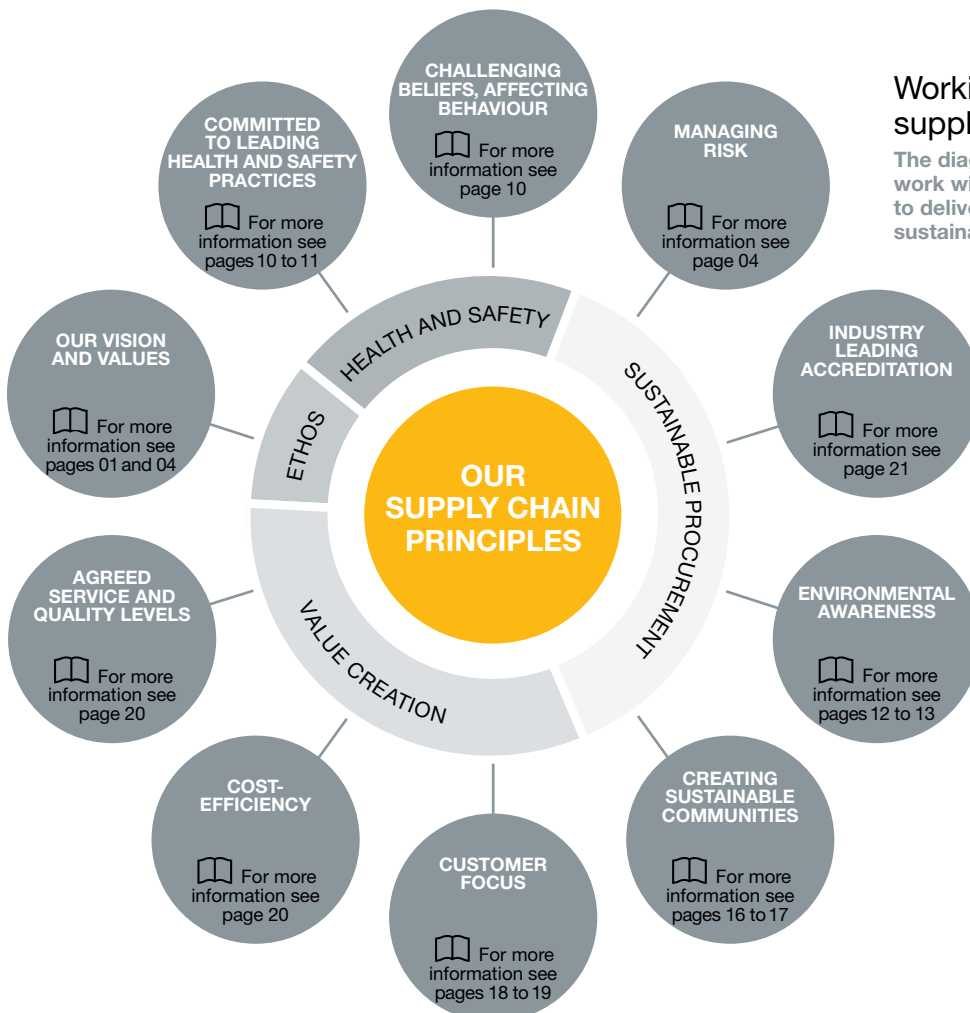 CHALLENGING
BELIEFS, AFFECTING
BEHAVIOUR
For more
information see
page 10
COMMITTED
TO LEADING
HEALTH AND SAFETY
PRACTICES
For more
information see
pages 10 to 11
MANAGING
RISK
For more
information see
page 04
OUR VISION
AND VALUES
For more
information see
pages 01 and 04
INDUSTRY
LEADING
ACCREDITATION
For more
information see
page 21
HEALTH AND SAFETY
ETHOS
SUSTAINABLE PROCUREMENT
VALUE CREATION
OUR
SUPPLY CHAIN
PRINCIPLES
AGREED
SERVICE AND
QUALITY LEVELS
For more
information see
page 20
ENVIRONMENTAL
AWARENESS
For more
information see
pages 12 to 13
COST-
EFFICIENCY
For more
information see
page 20
CREATING
SUSTAINABLE
COMMUNITIES
For more
information see
pages 16 to 17
CUSTOMER
FOCUS
For more
information see
pages 18 to 19
The
work
to